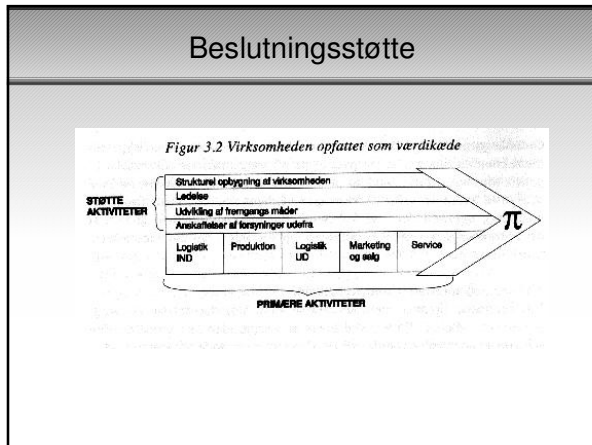 Beslutningsstøtte
Figur 3.2 Virksomheden opfattet som værdikæde
STØTTE
AKTIVITETER
Strukturel opbygning af virksomheden
Ledelse
Udvikling af fremgangs måder
Anskaffelser af forsyninger udefra
Logistik
IND
Produktion
Logistik
UD
Marketing
og salg
Service
π
PRIMÆRE AKTIVITETER